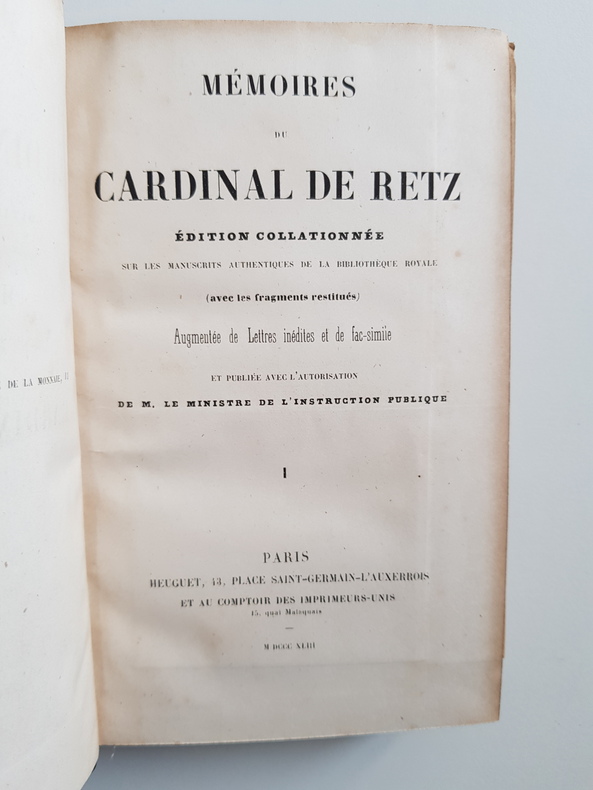 E DE LA MONNAIE, 11
MÉMOIRES
DU
CARDINAL DE RETZ
ÉDITION COLLATIONNÉE
SUR LES MANUSCRITS AUTHENTIQUES DE LA BIBLIOTHÈQUE ROYALE
(avec les fragments restitués)
Augmentée de Lettres inédites et de fac-simile
ET PUBLIÉE AVEC L'AUTORISATION
DE M. LE MINISTRE DE L'INSTRUCTION PUBLIQUE
I
PARIS
HEUGUET, 43, PLACE SAINT-GERMAIN-L'AUXERROIS
ET AU COMPTOIR DES IMPRIMEURS-UNIS
15, quai Malaquais
M DCCC XLIII